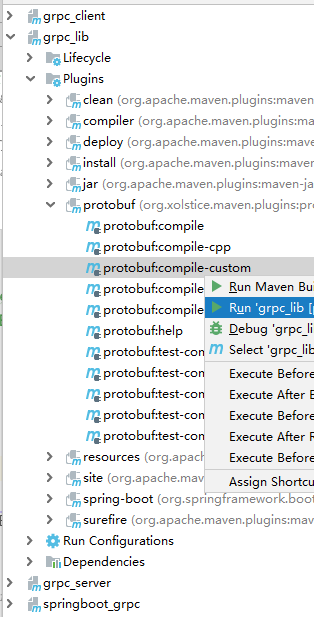 grpc_client
grpc_lib
Lifecycle
Plugins
clean (org.apache.maven.plugins:maven
compiler (org.apache.maven.plugins:
deploy (org.apache.maven.plugins:ma
install (org.apache.maven.plugins:ma
jar (org.apache.maven.plugins:maven-ja
protobuf (org.xolstice.maven.plugins:pro
protobuf:compile
protobuf:compile-cpp
protobuf:compile-custom
protobuf:compile
Run Maven Bu
protobuf:compile
Run 'grpc_lib [
protobuf:help
Debug 'grpc_li
protobuf:test-con
Select 'grpc_lib
protobuf:test-con
Execute Before
protobuf:test-con
Execute After B
protobuf:test-con
Execute Before
protobuf:test-con
Execute After R
resources (org.apac
Execute Before
site (org.apache.ma
Assign Shortcu
spring-boot (org.springframework.boot
surefire (org.apache.maven.plugins:mav
Run Configurations
Dependencies
grpc_server
springboot_grpc